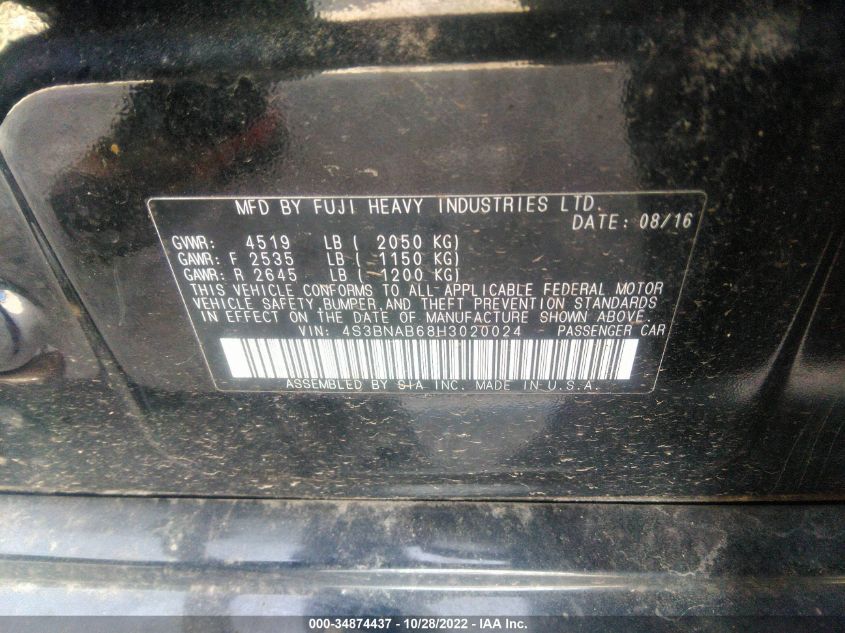 MFD BY FUJI HEAVY INDUSTRIES LTD.
DATE: 08/16
GVWR: 4519 LB ( 2050 KG)
GAWR: F 2535 LB ( 1150 KG)
GAWR: R 2645 LB ( 1200 KG)
THIS VEHICLE CONFORMS TO ALL APPLICABLE FEDERAL MOTOR
VEHICLE SAFETY, BUMPER, AND THEFT PREVENTION STANDARDS
IN EFFECT ON THE DATE OF MANUFACTURE SHOWN ABOVE.
VIN: 4S3BNAB68H3020024 PASSENGER CAR
ASSEMBLED BY SIA INC. MADE IN U.S.A.
000-34874437 - 10/28/2022 - IAA Inc.